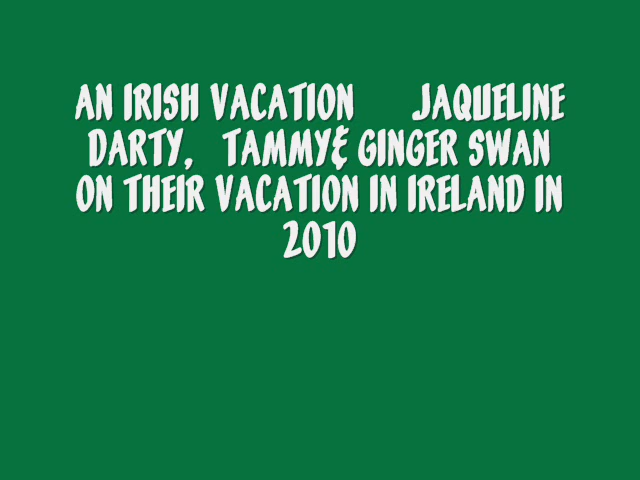 AN IRISH VACATION JAQUELINE
DARTY, TAMMY& GINGER SWAN
ON THEIR VACATION IN IRELAND IN
2010